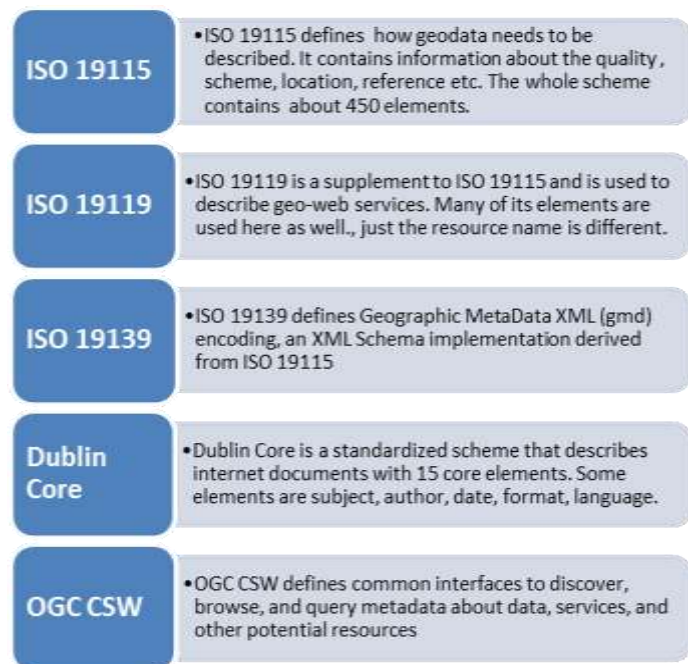 ISO 19115
•ISO 19115 defines how geodata needs to be
described. It contains information about the quality,
scheme, location, reference etc. The whole scheme
contains about 450 elements.
ISO 19119
•ISO 19119 is a supplement to ISO 19115 and is used to
describe geo-web services. Many of its elements are
used here as well., just the resource name is different.
ISO 19139
•ISO 19139 defines Geographic MetaData XML (gmd)
encoding, an XML Schema implementation derived
from ISO 19115
Dublin
Core
•Dublin Core is a standardized scheme that describes
internet documents with 15 core elements. Some
elements are subject, author, date, format, language.
OGC CSW
•OGC CSW defines common interfaces to discover,
browse, and query metadata about data, services, and
other potential resources